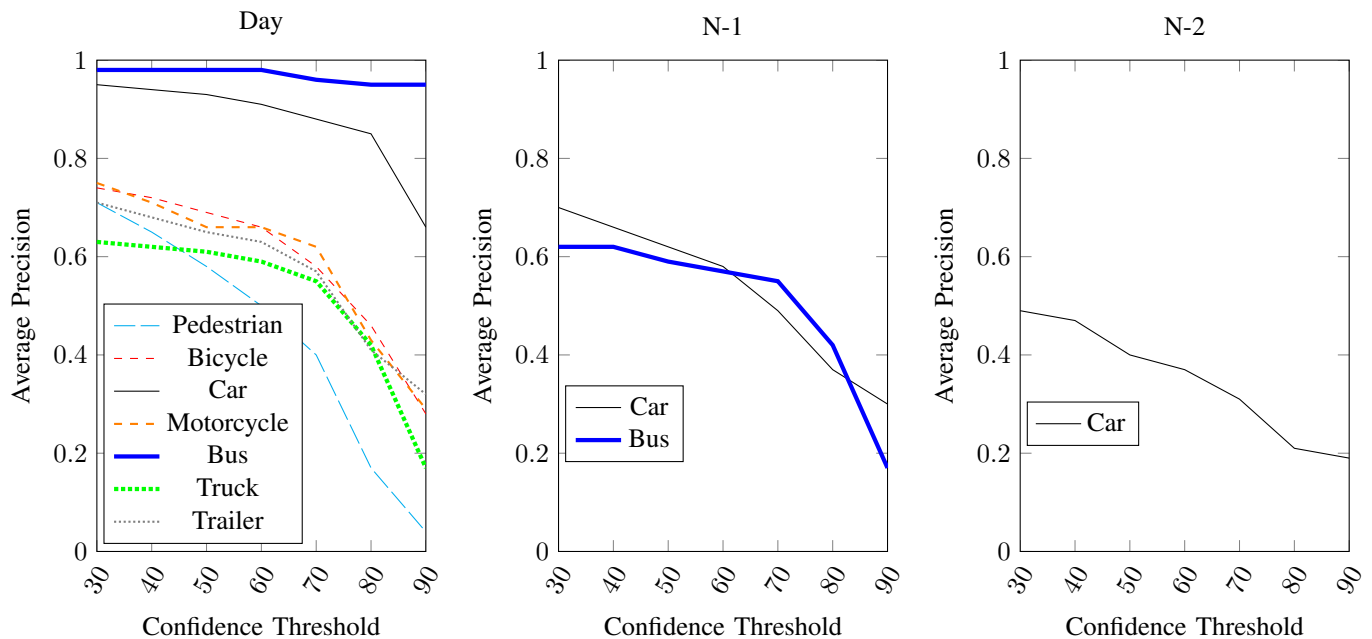 Day
Average Precision
1
0.8
0.6
0.4
0.2
0
Pedestrian
Bicycle
Car
Motorcycle
Bus
Truck
Trailer
30 40 50 60 70 80 90
Confidence Threshold
N-1
Average Precision
1
0.8
0.6
0.4
0.2
0
Car
Bus
30 40 50 60 70 80 90
Confidence Threshold
N-2
Average Precision
1
0.8
0.6
0.4
0.2
0
Car
30 40 50 60 70 80 90
Confidence Threshold